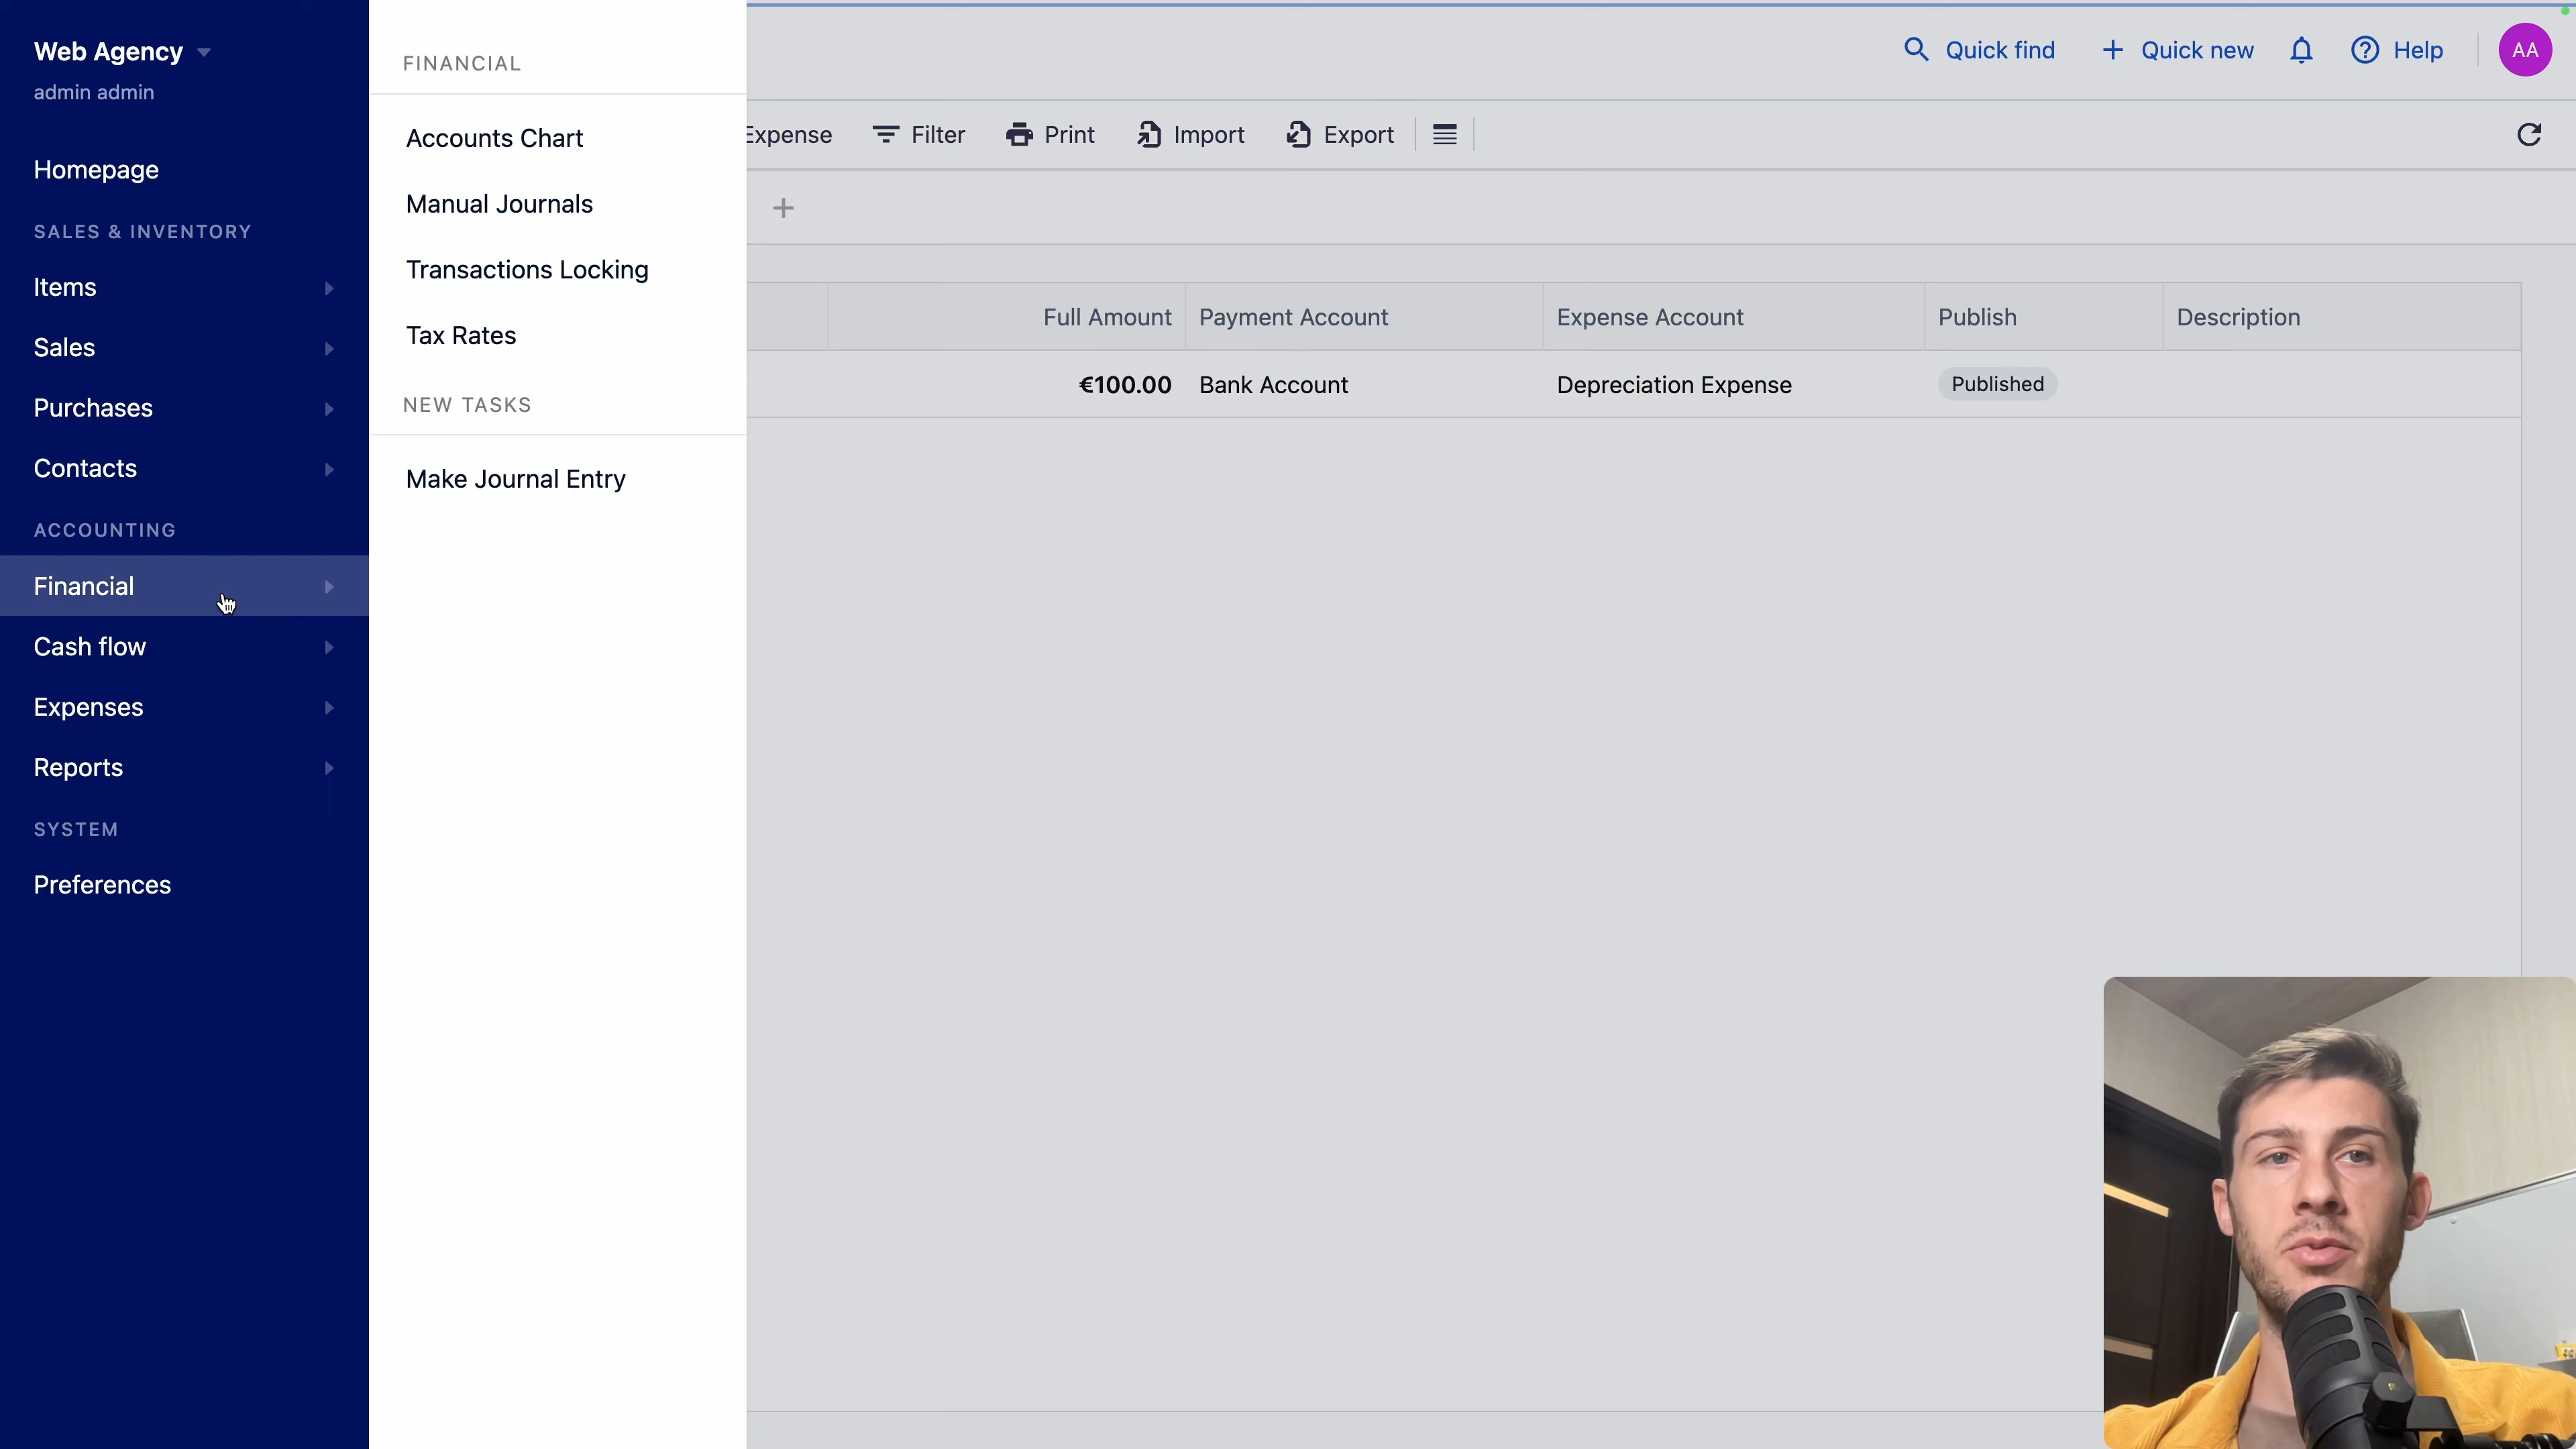 Web Agency
admin admin
Homepage
SALES & INVENTORY
Items
Sales
Purchases
Contacts
ACCOUNTING
Financial
Cash flow
Expenses
Reports
SYSTEM
Preferences
FINANCIAL
Accounts Chart
Manual Journals
Transactions Locking
Tax Rates
NEW TASKS
Make Journal Entry
Quick find
Quick new
Help
AA
Expense
Filter
Print
Import
Export
Full Amount
Payment Account
Expense Account
Publish
Description
€100.00
Bank Account
Depreciation Expense
Published